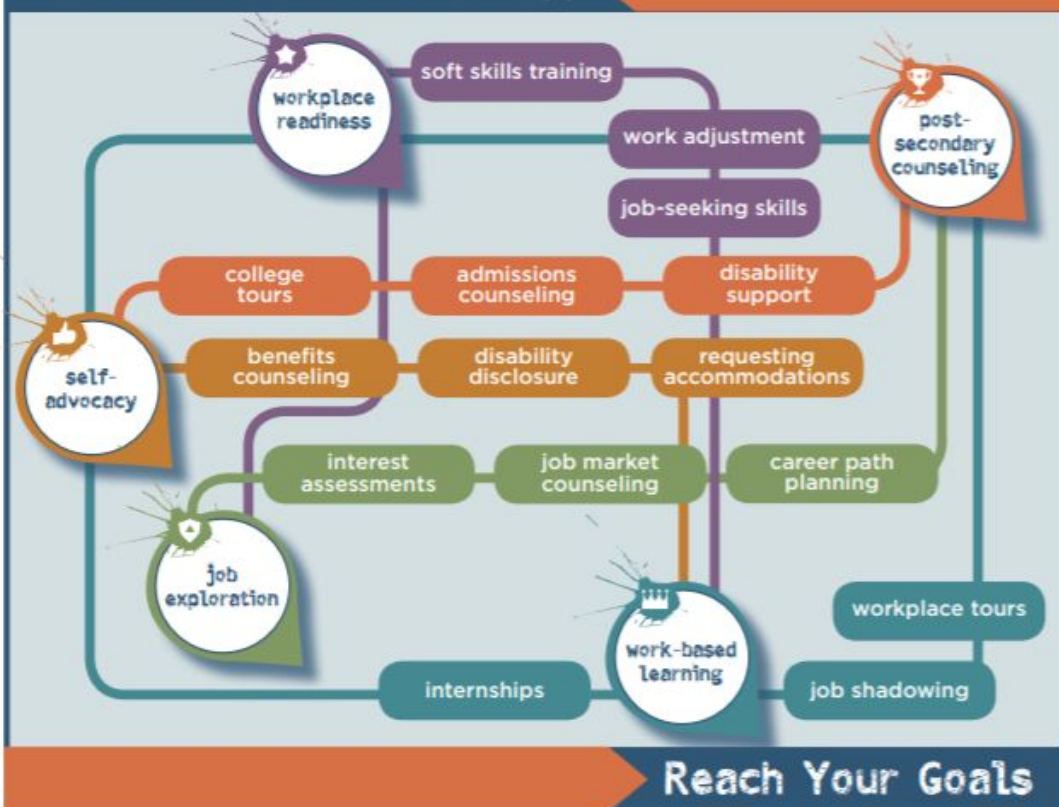 workplace
readiness
soft skills training
post-
secondary
counseling
work adjustment
job-seeking skills
college
tours
admissions
counseling
disability
support
self-
advocacy
benefits
counseling
disability
disclosure
requesting
accommodations
interest
assessments
job market
counseling
career path
planning
job
exploration
workplace tours
work-based
learning
internships
job shadowing
Reach Your Goals